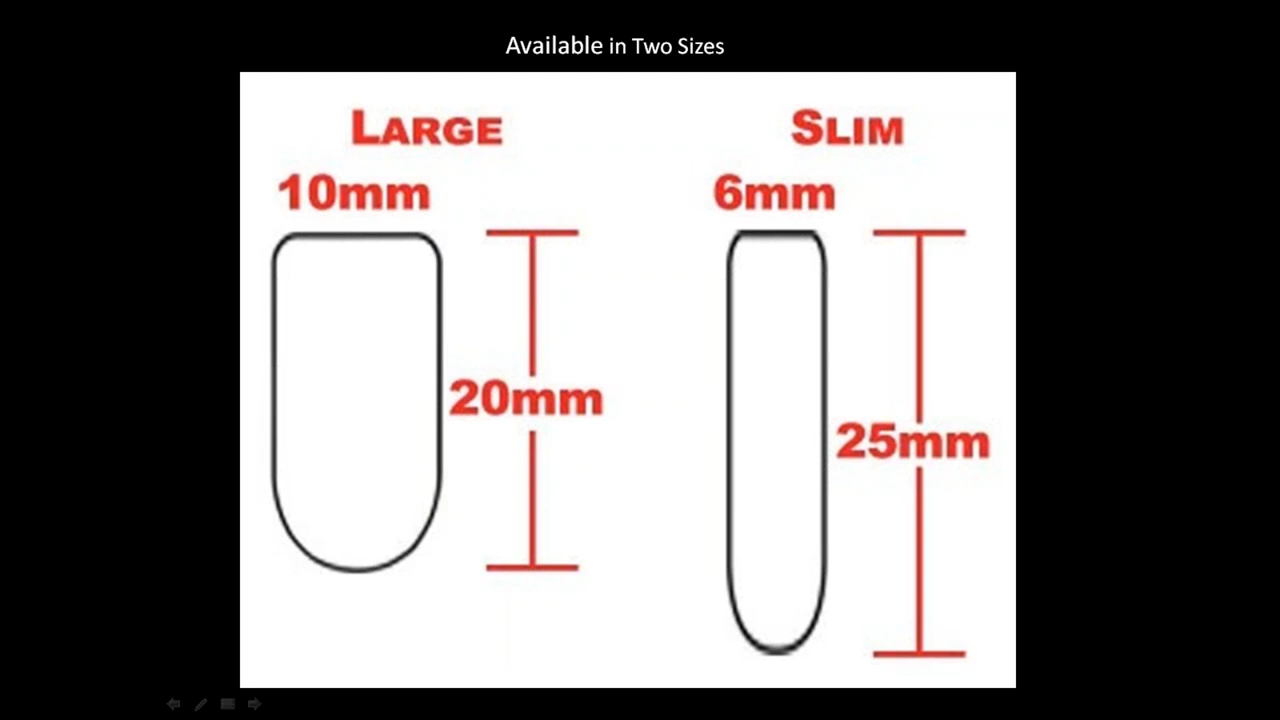 Available in Two Sizes
LARGE
SLIM
10mm
6mm
20mm
25mm